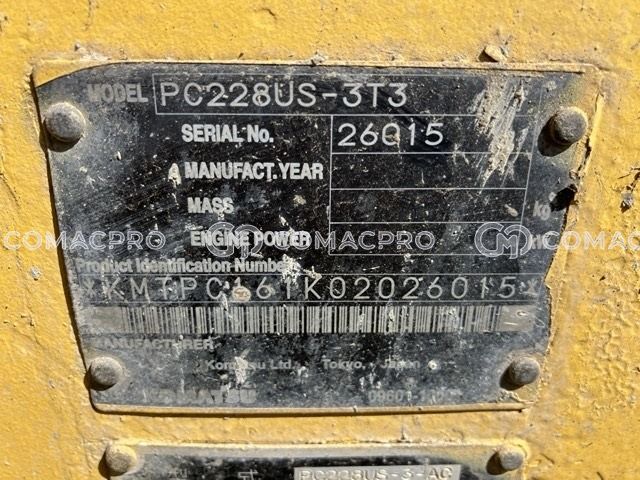 MODEL PC228US-3T3
SERIAL No. 26015
MANUFACT.YEAR
MASS kg
ENGINE POWER
COMACPRO COMACPRO COMACPRO
Product Identification Number
*KMTPC161K02026015*
MANUFACTURER
Komatsu Ltd. Tokyo, Japan
KOMATSU
PC228US-3-AG